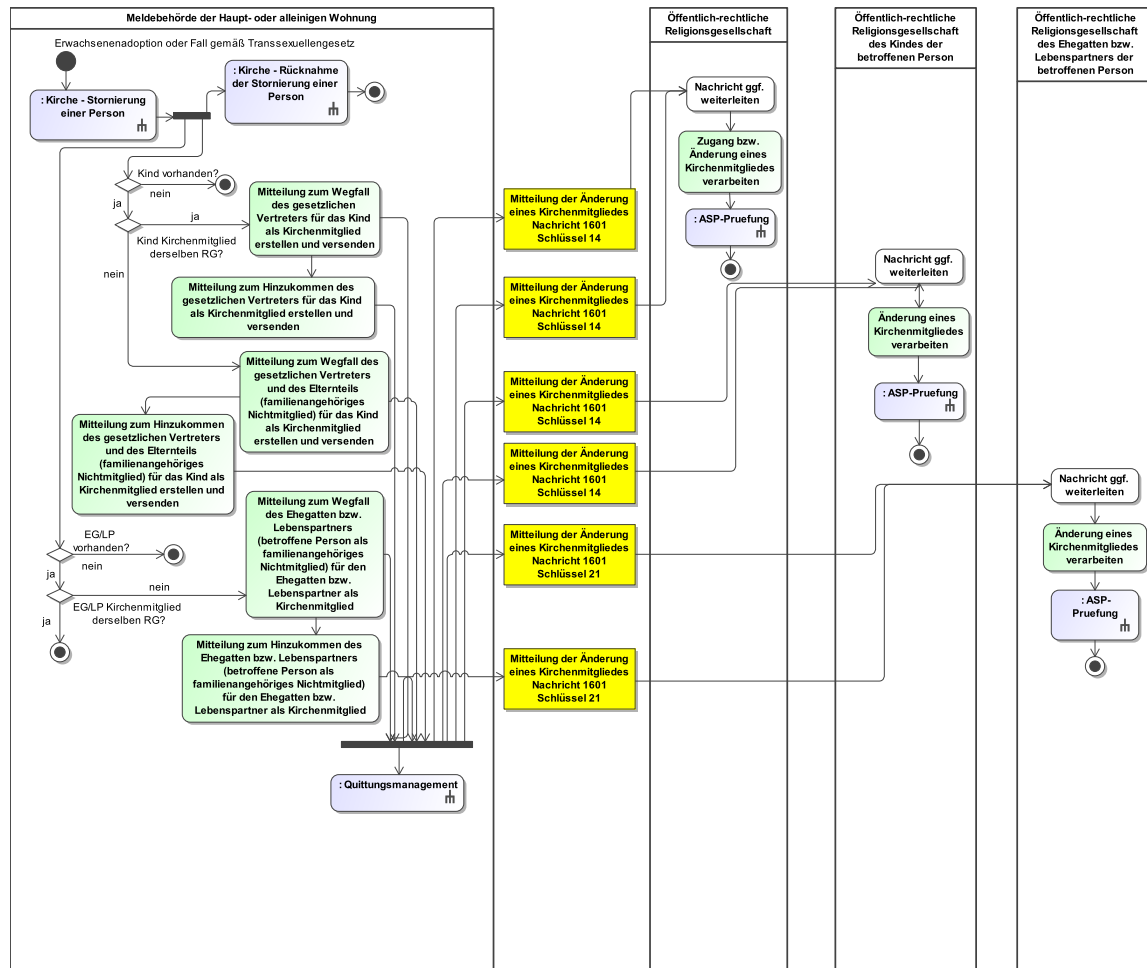 Meldebehörde der Haupt- oder alleinigen Wohnung
Erwachsenenadoption oder Fall gemäß Transsexuellengesetz
: Kirche - Stornierung
einer Person
: Kirche - Rücknahme
der Stornierung einer
Person
Kind vorhanden?
nein
ja
ja
Kind Kirchenmitglied
derselben RG?
nein
Mitteilung zum Wegfall
des gesetzlichen
Vertreters für das Kind
als Kirchenmitglied
erstellen und versenden
Mitteilung zum Hinzukommen des
gesetzlichen Vertreters für das Kind
als Kirchenmitglied erstellen und
versenden
Mitteilung zum Wegfall des
gesetzlichen Vertreters
und des Elternteils
(familienangehöriges
Nichtmitglied) für das Kind
als Kirchenmitglied
erstellen und versenden
Mitteilung zum Hinzukommen
des gesetzlichen Vertreters
und des Elternteils
(familienangehöriges
Nichtmitglied) für das Kind als
Kirchenmitglied erstellen und
versenden
EG/LP
vorhanden?
nein
ja
nein
EG/LP Kirchenmitglied
derselben RG?
ja
Mitteilung zum Wegfall
des Ehegatten bzw.
Lebenspartners
(betroffene Person als
familienangehöriges
Nichtmitglied) für den
Ehegatten bzw.
Lebenspartner als
Kirchenmitglied
Mitteilung zum Hinzukommen des
Ehegatten bzw. Lebenspartners
(betroffene Person als
familienangehöriges Nichtmitglied)
für den Ehegatten bzw.
Lebenspartner als Kirchenmitglied
: Quittungsmanagement
Mitteilung der Änderung
eines Kirchenmitgliedes
Nachricht 1601
Schlüssel 14
Mitteilung der Änderung
eines Kirchenmitgliedes
Nachricht 1601
Schlüssel 14
Mitteilung der Änderung
eines Kirchenmitgliedes
Nachricht 1601
Schlüssel 14
Mitteilung der Änderung
eines Kirchenmitgliedes
Nachricht 1601
Schlüssel 14
Mitteilung der Änderung
eines Kirchenmitgliedes
Nachricht 1601
Schlüssel 21
Mitteilung der Änderung
eines Kirchenmitgliedes
Nachricht 1601
Schlüssel 21
Öffentlich-rechtliche
Religionsgesellschaft
Nachricht ggf.
weiterleiten
Zugang bzw.
Änderung eines
Kirchenmitgliedes
verarbeiten
: ASP-Pruefung
Öffentlich-rechtliche
Religionsgesellschaft
des Kindes der
betroffenen Person
Nachricht ggf.
weiterleiten
Änderung eines
Kirchenmitgliedes
verarbeiten
: ASP-Pruefung
Öffentlich-rechtliche
Religionsgesellschaft
des Ehegatten bzw.
Lebenspartners der
betroffenen Person
Nachricht ggf.
weiterleiten
Änderung eines
Kirchenmitgliedes
verarbeiten
: ASP-
Pruefung